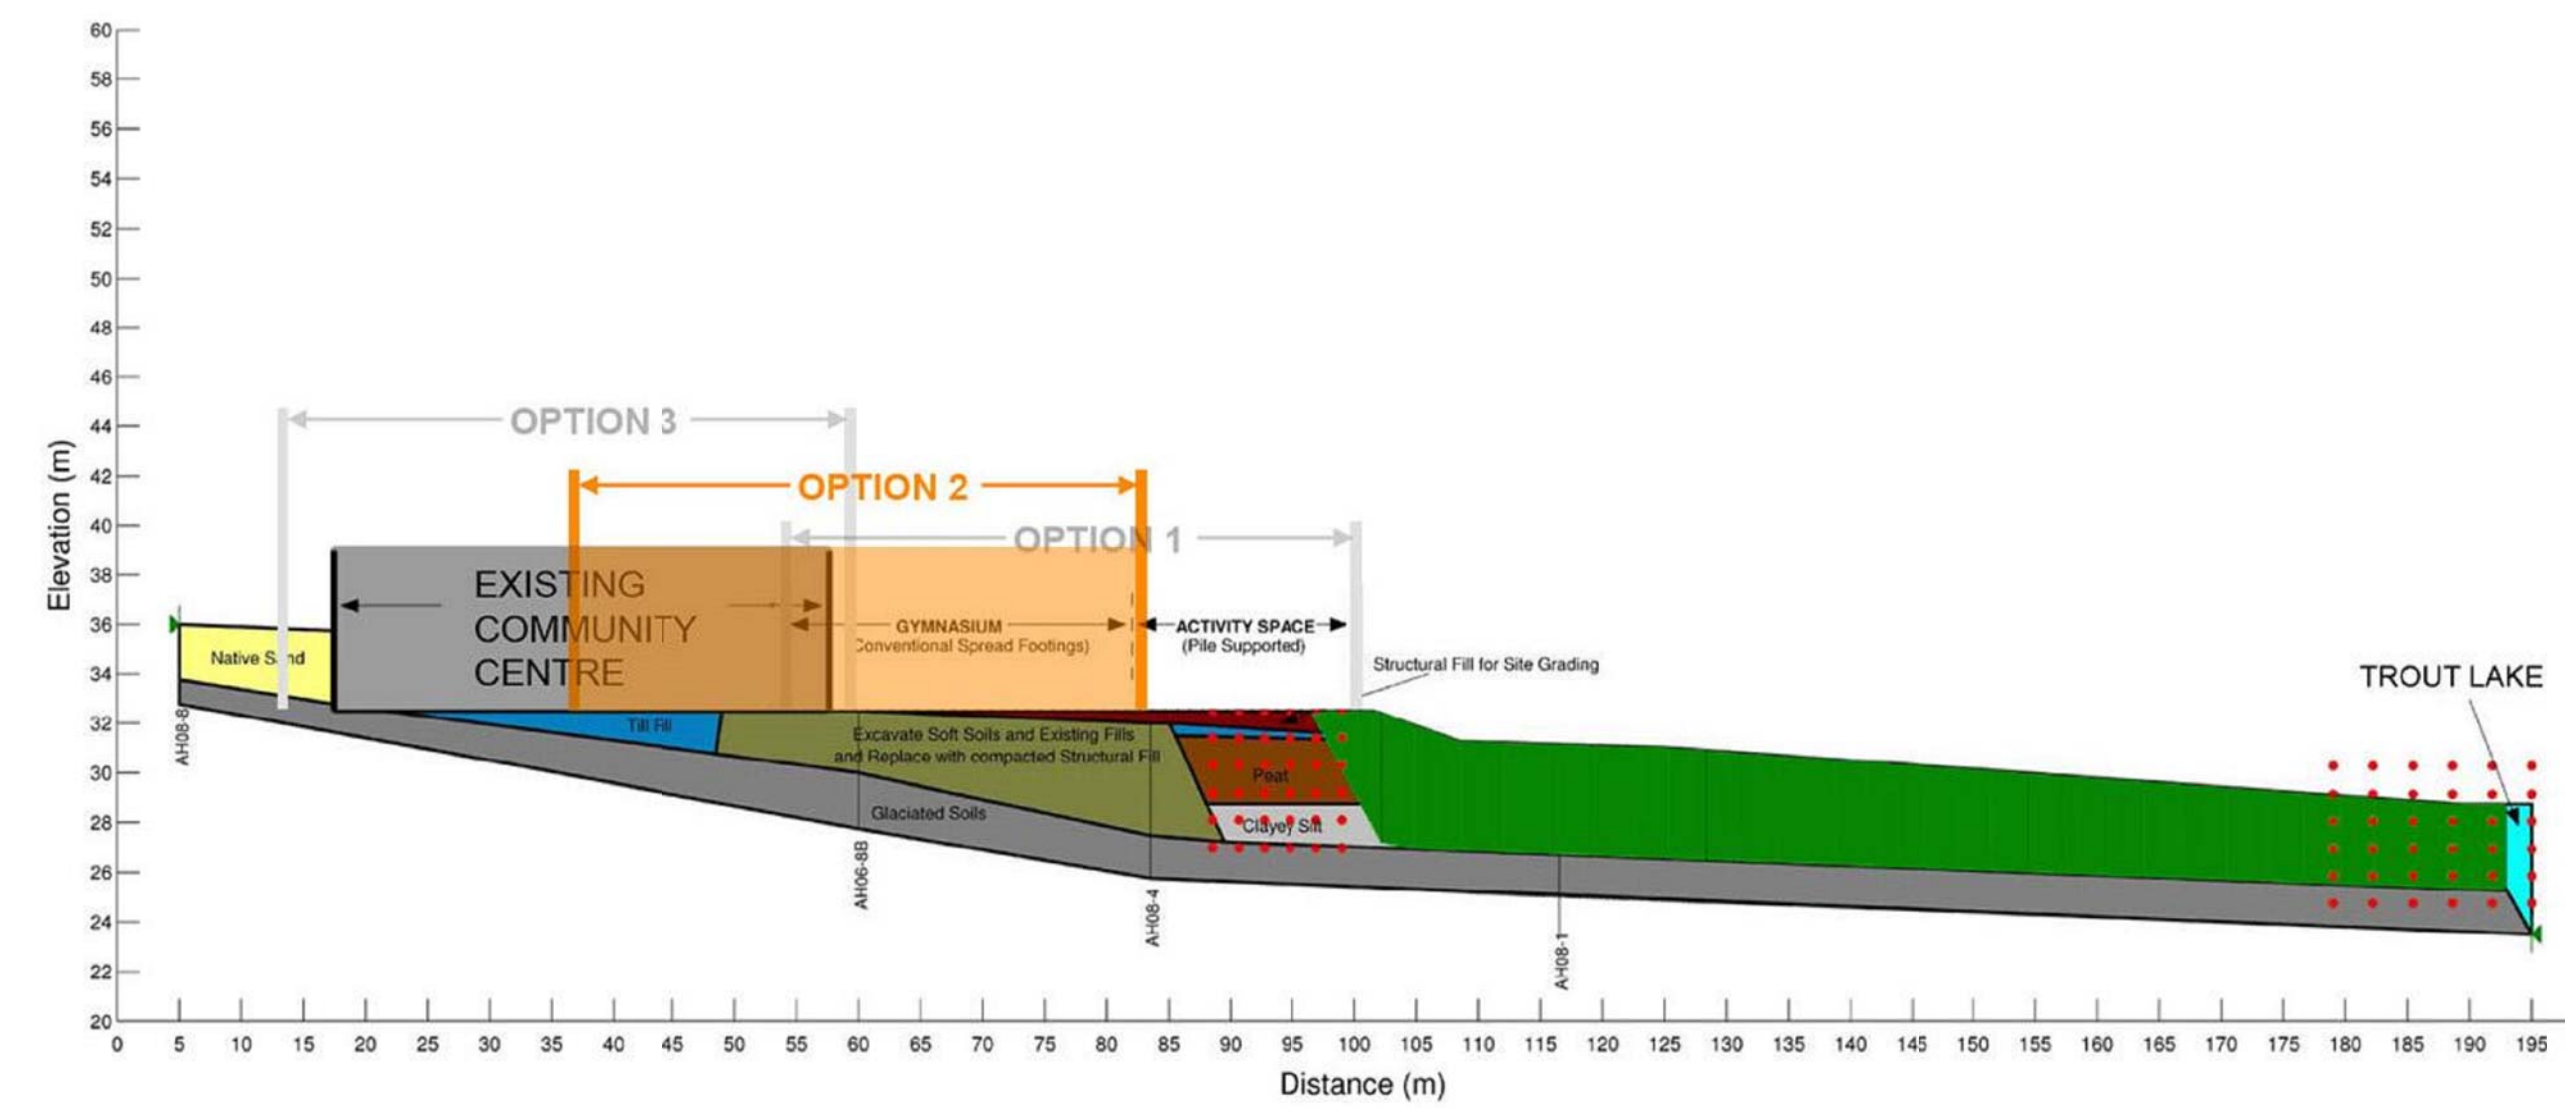 60
58
56
54
52
50
48
46
44
42
40
38
36
34
32
30
28
26
24
22
20
Elevation (m)
OPTION 3
OPTION 2
OPTION 1
EXISTING
COMMUNITY
CENTRE
GYMNASIUM
Conventional Spread Footings)
ACTIVITY SPACE
(Pile Supported)
Structural Fill for Site Grading
TROUT LAKE
Native Sand
Till Fill
Excavate Soft Soils and Existing Fills
and Replace with compacted Structural Fill
Peat
Clayey Silt
Glaciated Soils
AH08-8
AH06-8B
AH08-4
AH08-1
0 5 10 15 20 25 30 35 40 45 50 55 60 65 70 75 80 85 90 95 100 105 110 115 120 125 130 135 140 145 150 155 160 165 170 175 180 185 190 195
Distance (m)